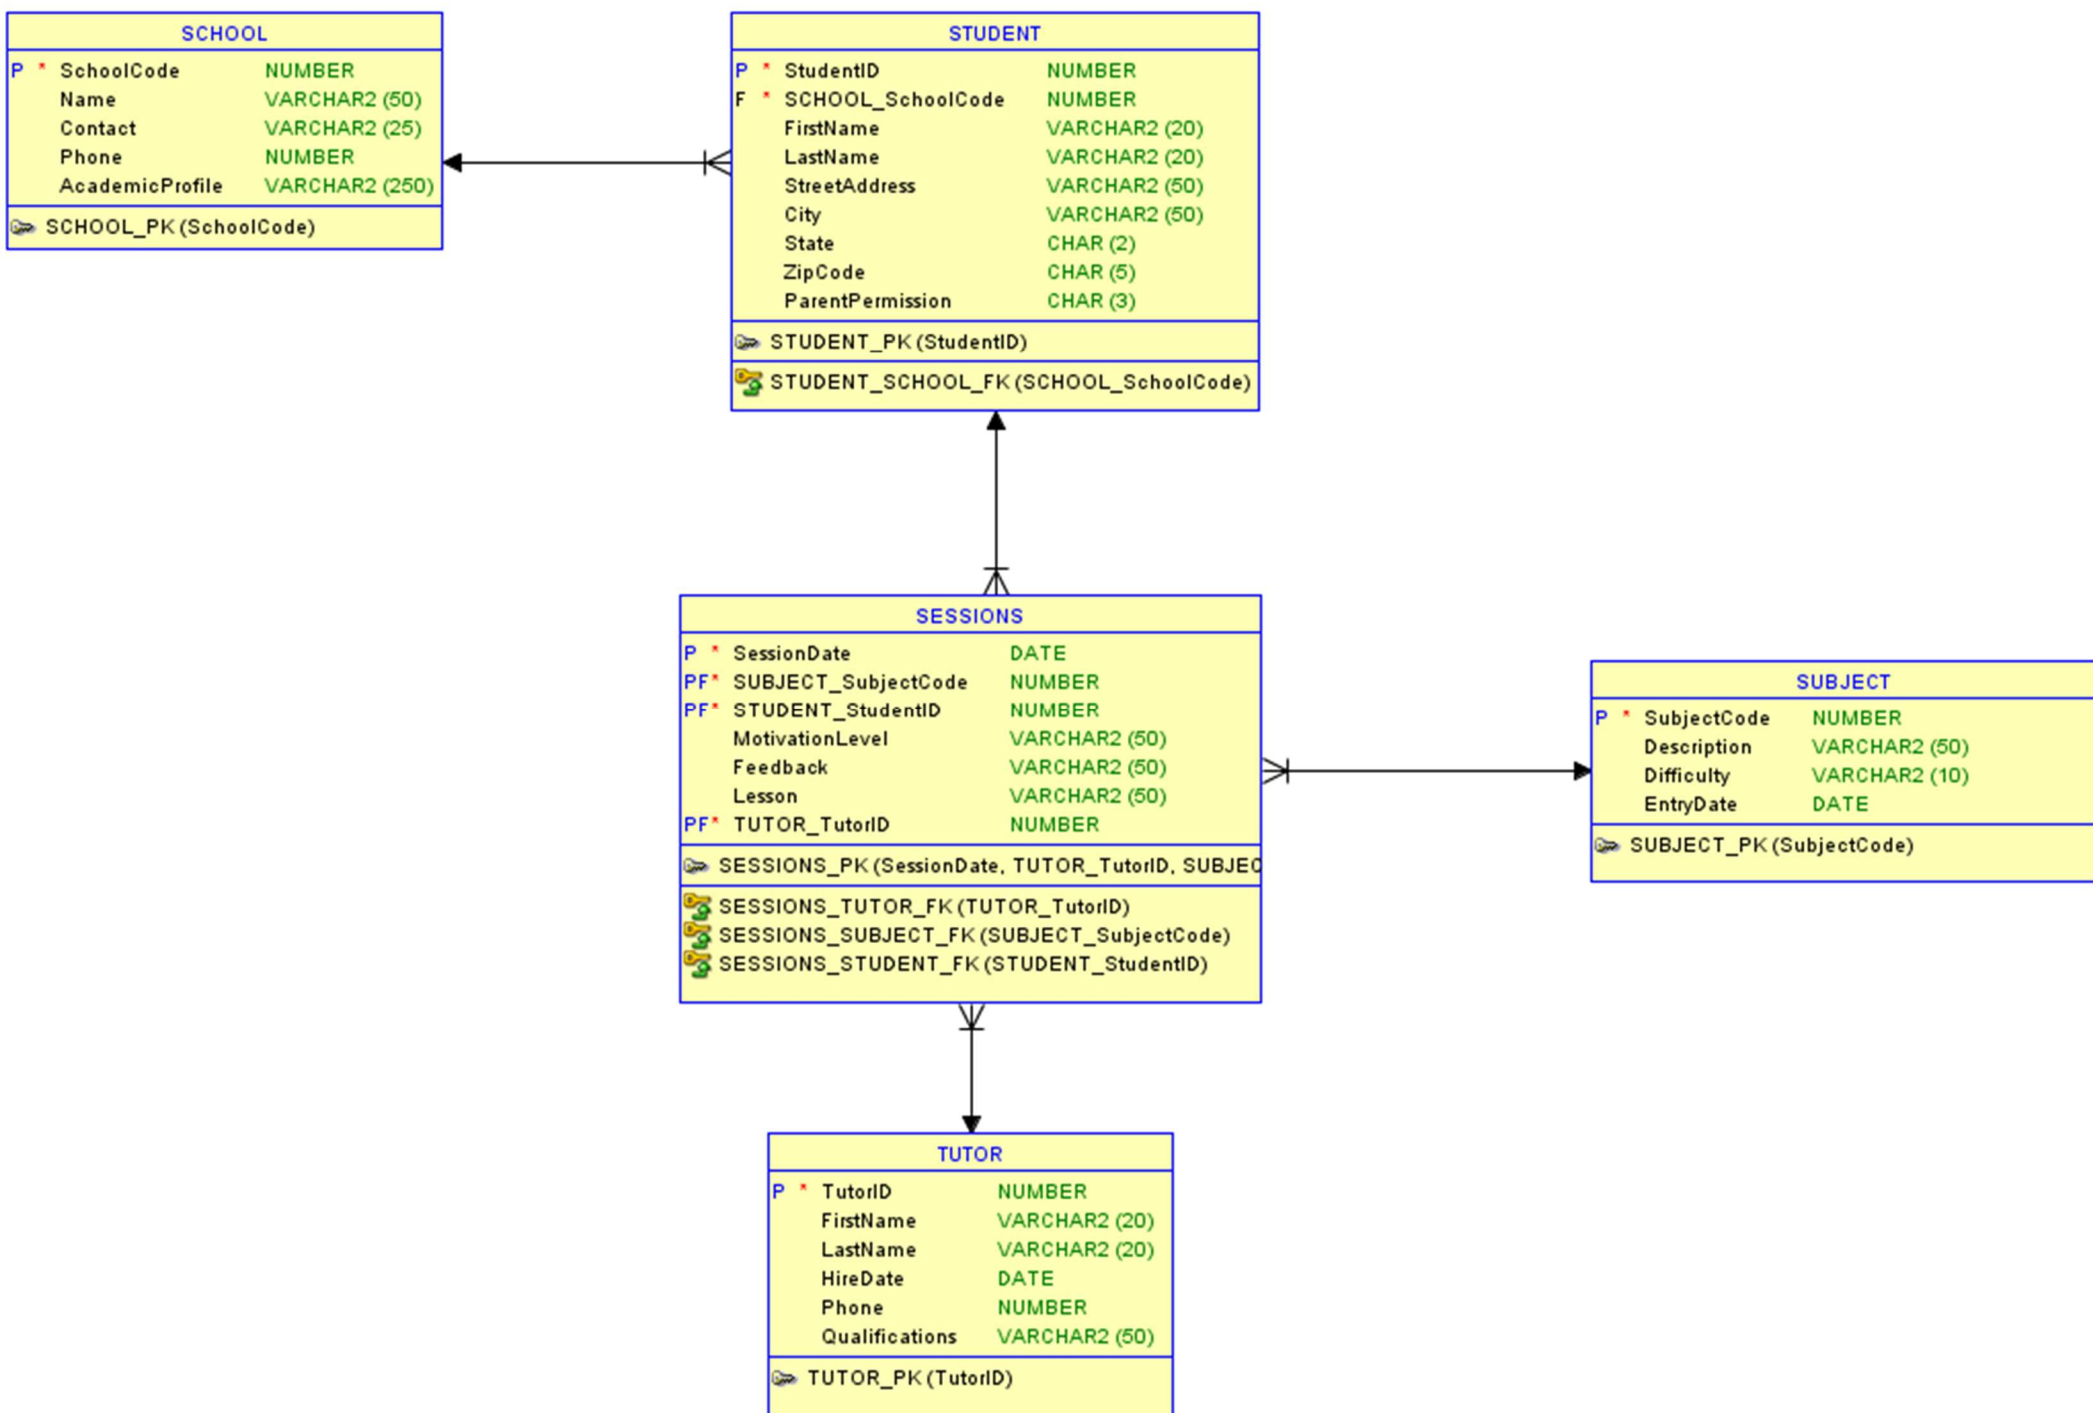 SCHOOL
P * SchoolCode NUMBER
Name VARCHAR2 (50)
Contact VARCHAR2 (25)
Phone NUMBER
AcademicProfile VARCHAR2 (250)
SCHOOL_PK (SchoolCode)
STUDENT
P * StudentID NUMBER
F * SCHOOL_SchoolCode NUMBER
FirstName VARCHAR2 (20)
LastName VARCHAR2 (20)
StreetAddress VARCHAR2 (50)
City VARCHAR2 (50)
State CHAR (2)
ZipCode CHAR (5)
ParentPermission CHAR (3)
STUDENT_PK (StudentID)
STUDENT_SCHOOL_FK (SCHOOL_SchoolCode)
SESSIONS
P * SessionDate DATE
PF* SUBJECT_SubjectCode NUMBER
PF* STUDENT_StudentID NUMBER
MotivationLevel VARCHAR2 (50)
Feedback VARCHAR2 (50)
Lesson VARCHAR2 (50)
PF* TUTOR_TutorID NUMBER
SESSIONS_PK (SessionDate, TUTOR_TutorID, SUBJEC
SESSIONS_TUTOR_FK (TUTOR_TutorID)
SESSIONS_SUBJECT_FK (SUBJECT_SubjectCode)
SESSIONS_STUDENT_FK (STUDENT_StudentID)
SUBJECT
P * SubjectCode NUMBER
Description VARCHAR2 (50)
Difficulty VARCHAR2 (10)
EntryDate DATE
SUBJECT_PK (SubjectCode)
TUTOR
P * TutorID NUMBER
FirstName VARCHAR2 (20)
LastName VARCHAR2 (20)
HireDate DATE
Phone NUMBER
Qualifications VARCHAR2 (50)
TUTOR_PK (TutorID)